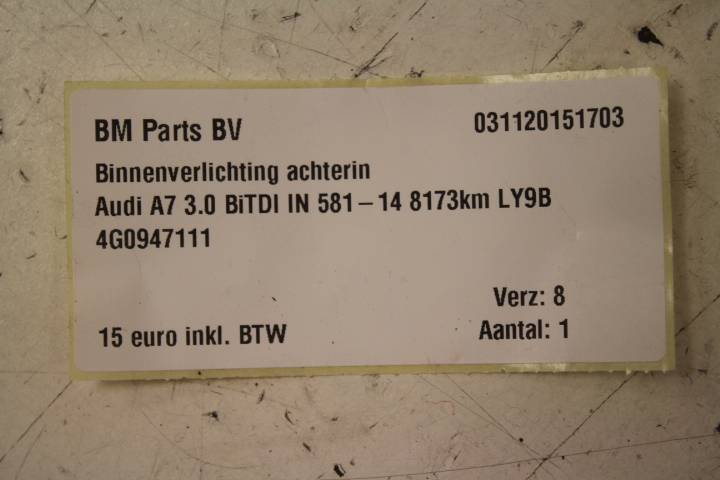 BM Parts BV 031120151703
Binnenverlichting achterin
Audi A7 3.0 BiTDI IN 581-14 8173km LY9B
4G0947111
Verz: 8
15 euro inkl. BTW Aantal: 1